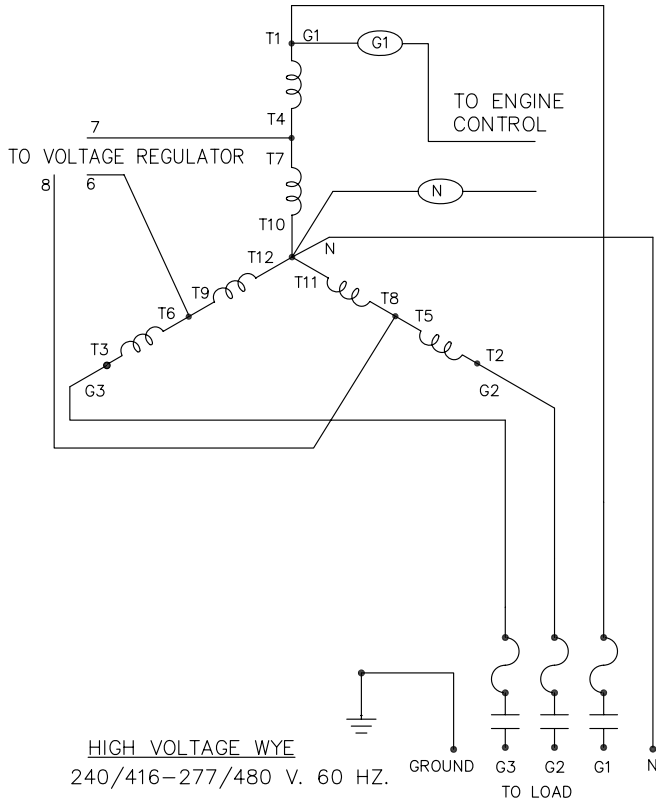 T1 G1
G1
TO ENGINE
CONTROL
T4
7
T7
TO VOLTAGE REGULATOR
8 6
N
T10
N
T12
T11
T9
T8
T6
T5
T3
T2
G3
G2
HIGH VOLTAGE WYE
240/416-277/480 V. 60 HZ.
GROUND G3 G2 G1 N
TO LOAD